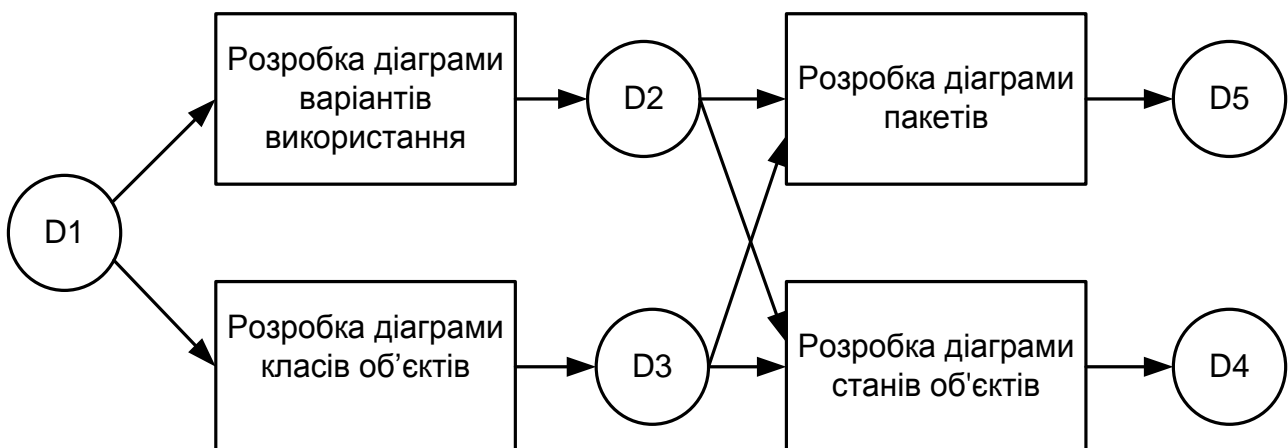 Розробка діаграми
варіантів
використання
D2
Розробка діаграми
пакетів
D5
D1
Розробка діаграми
класів об’єктів
D3
Розробка діаграми
станів об'єктів
D4